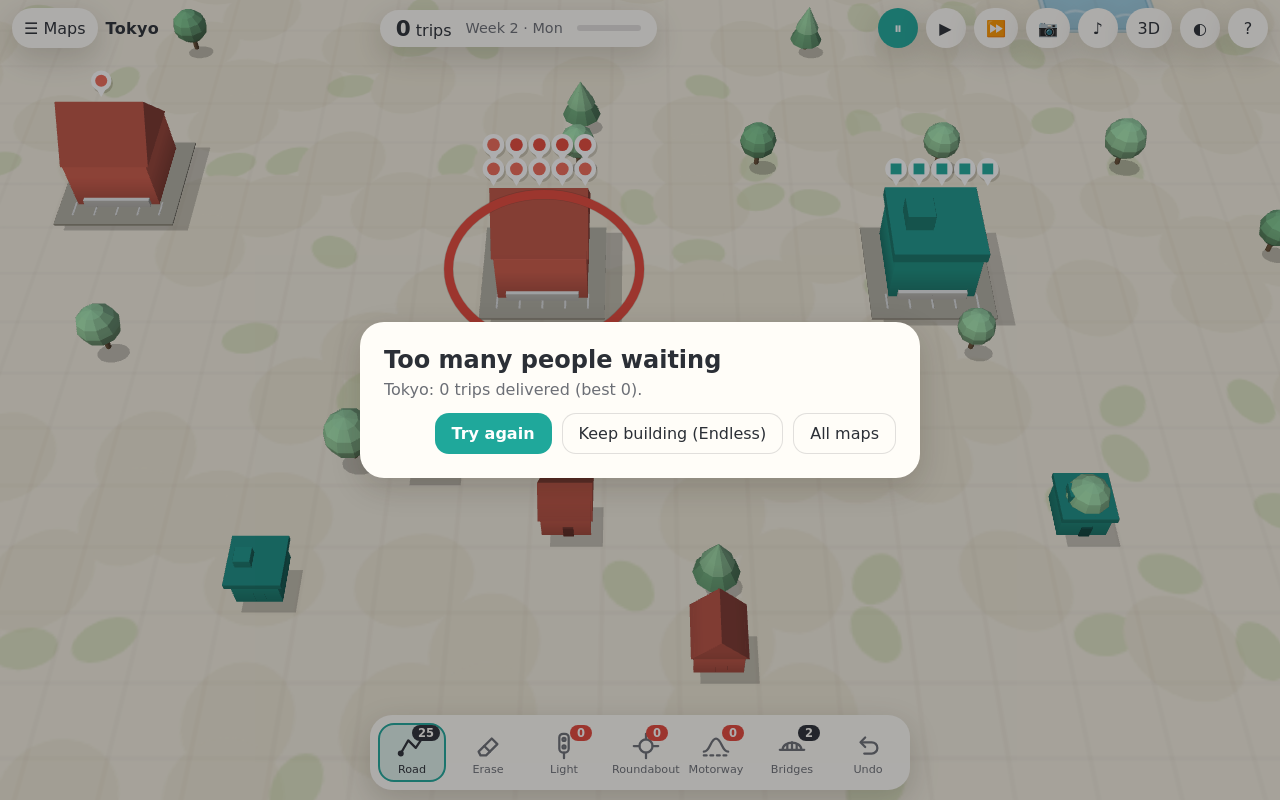 ☰ Maps
Tokyo
0 trips
Week 2 · Mon
3D
?
Too many people waiting
Tokyo: 0 trips delivered (best 0).
Try again
Keep building (Endless)
All maps
25
0
0
0
2
Road
Erase
Light
Roundabout
Motorway
Bridges
Undo